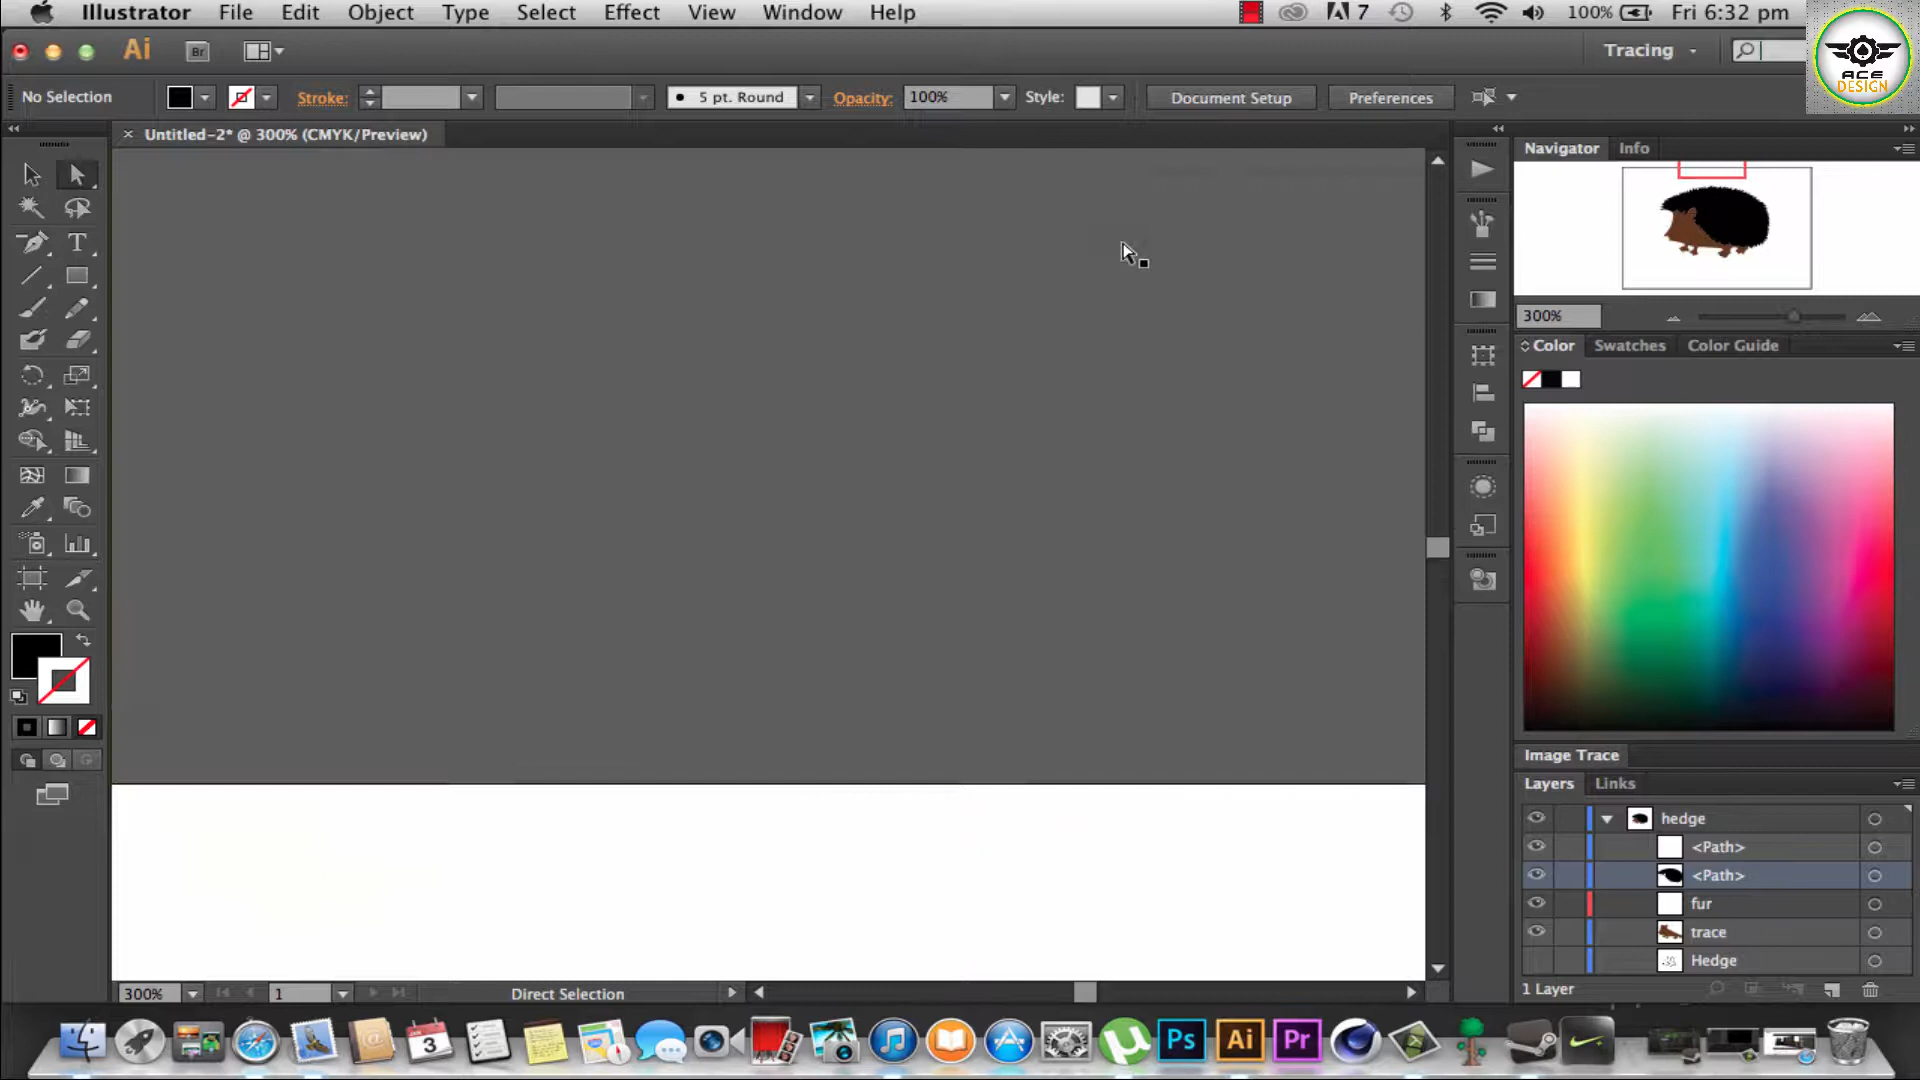 Illustrator File Edit Object Type Select Effect View Window Help 7 100% Fri 6:32 pm
Ai Br Tracing
ACE
DESIGN
No Selection Stroke: 5 pt. Round Opacity: 100% Style: Document Setup Preferences
× Untitled-2* @ 300% (CMYK/Preview)
Navigator Info
T
300%
Color Swatches Color Guide
Image Trace
Layers Links
hedge
<Path>
<Path>
fur
trace
Hedge
1 Layer
300% 1 Direct Selection
JAN
3
Ps Ai Pr